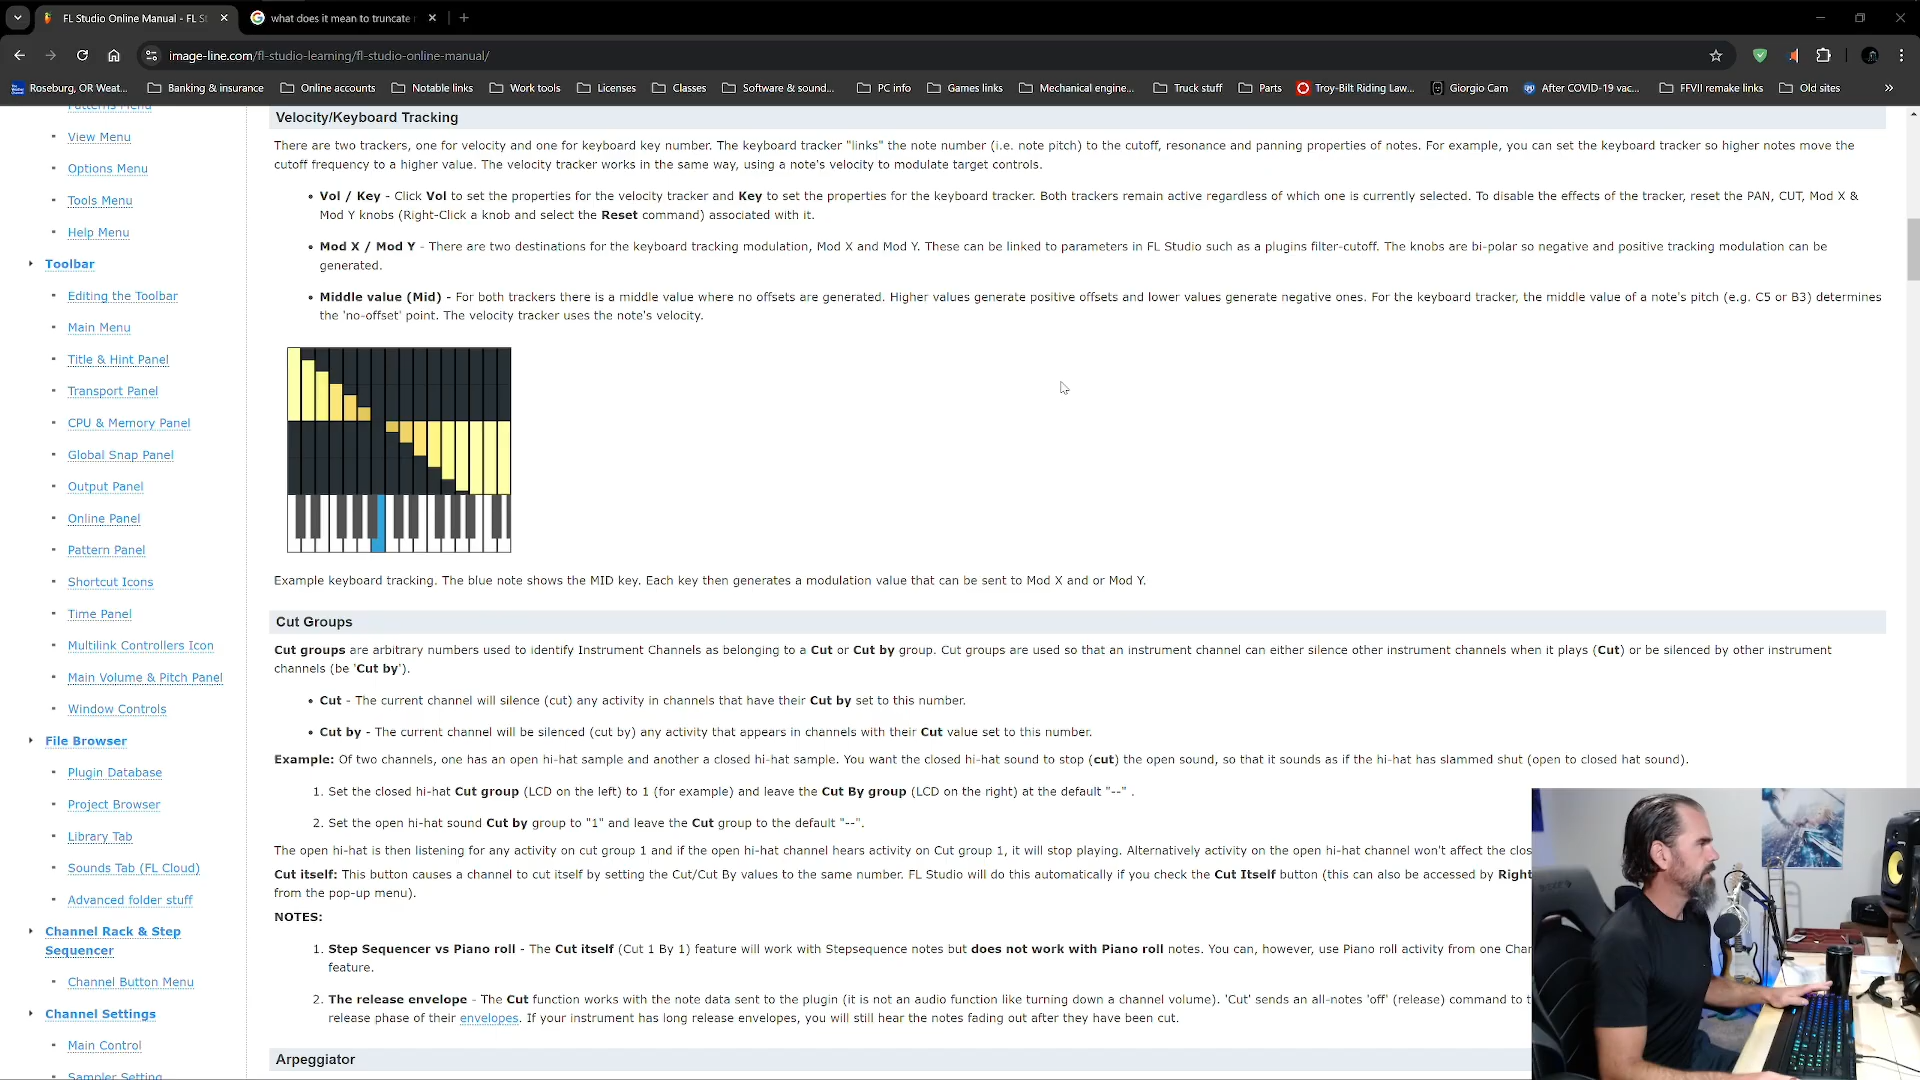 FL Studio Online Manual - FL S
what does it mean to truncate
image-line.com/fl-studio-learning/fl-studio-online-manual/
Roseburg, OR Weat...
Banking & insurance
Online accounts
Notable links
Work tools
Licenses
Classes
Software & sound...
PC info
Games links
Mechanical engine...
Truck stuff
Parts
Troy-Bilt Riding Law...
Giorgio Cam
After COVID-19 vac...
FFVII remake links
Old sites
Patterns Menu
View Menu
Options Menu
Tools Menu
Help Menu
Toolbar
Editing the Toolbar
Main Menu
Title & Hint Panel
Transport Panel
CPU & Memory Panel
Global Snap Panel
Output Panel
Online Panel
Pattern Panel
Shortcut Icons
Time Panel
Multilink Controllers Icon
Main Volume & Pitch Panel
Window Controls
File Browser
Plugin Database
Project Browser
Library Tab
Sounds Tab (FL Cloud)
Advanced folder stuff
Channel Rack & Step
Sequencer
Channel Button Menu
Channel Settings
Main Control
Sampler Setting
Velocity/Keyboard Tracking
There are two trackers, one for velocity and one for keyboard key number. The keyboard tracker "links" the note number (i.e. note pitch) to the cutoff, resonance and panning properties of notes. For example, you can set the keyboard tracker so higher notes move the
cutoff frequency to a higher value. The velocity tracker works in the same way, using a note's velocity to modulate target controls.
• Vol / Key - Click Vol to set the properties for the velocity tracker and Key to set the properties for the keyboard tracker. Both trackers remain active regardless of which one is currently selected. To disable the effects of the tracker, reset the PAN, CUT, Mod X &
Mod Y knobs (Right-Click a knob and select the Reset command) associated with it.
• Mod X / Mod Y - There are two destinations for the keyboard tracking modulation, Mod X and Mod Y. These can be linked to parameters in FL Studio such as a plugins filter-cutoff. The knobs are bi-polar so negative and positive tracking modulation can be
generated.
• Middle value (Mid) - For both trackers there is a middle value where no offsets are generated. Higher values generate positive offsets and lower values generate negative ones. For the keyboard tracker, the middle value of a note's pitch (e.g. C5 or B3) determines
the 'no-offset' point. The velocity tracker uses the note's velocity.
Example keyboard tracking. The blue note shows the MID key. Each key then generates a modulation value that can be sent to Mod X and or Mod Y.
Cut Groups
Cut groups are arbitrary numbers used to identify Instrument Channels as belonging to a Cut or Cut by group. Cut groups are used so that an instrument channel can either silence other instrument channels when it plays (Cut) or be silenced by other instrument
channels (be 'Cut by').
• Cut - The current channel will silence (cut) any activity in channels that have their Cut by set to this number.
• Cut by - The current channel will be silenced (cut by) any activity that appears in channels with their Cut value set to this number.
Example: Of two channels, one has an open hi-hat sample and another a closed hi-hat sample. You want the closed hi-hat sound to stop (cut) the open sound, so that it sounds as if the hi-hat has slammed shut (open to closed hat sound).
1. Set the closed hi-hat Cut group (LCD on the left) to 1 (for example) and leave the Cut By group (LCD on the right) at the default "--" .
2. Set the open hi-hat sound Cut by group to "1" and leave the Cut group to the default "--".
The open hi-hat is then listening for any activity on cut group 1 and if the open hi-hat channel hears activity on Cut group 1, it will stop playing. Alternatively activity on the open hi-hat channel won't affect the clos
Cut itself: This button causes a channel to cut itself by setting the Cut/Cut By values to the same number. FL Studio will do this automatically if you check the Cut Itself button (this can also be accessed by Right
from the pop-up menu).
NOTES:
1. Step Sequencer vs Piano roll - The Cut itself (Cut 1 By 1) feature will work with Stepsequence notes but does not work with Piano roll notes. You can, however, use Piano roll activity from one Chan
feature.
2. The release envelope - The Cut function works with the note data sent to the plugin (it is not an audio function like turning down a channel volume). 'Cut' sends an all-notes 'off' (release) command to t
release phase of their envelopes. If your instrument has long release envelopes, you will still hear the notes fading out after they have been cut.
Arpeggiator